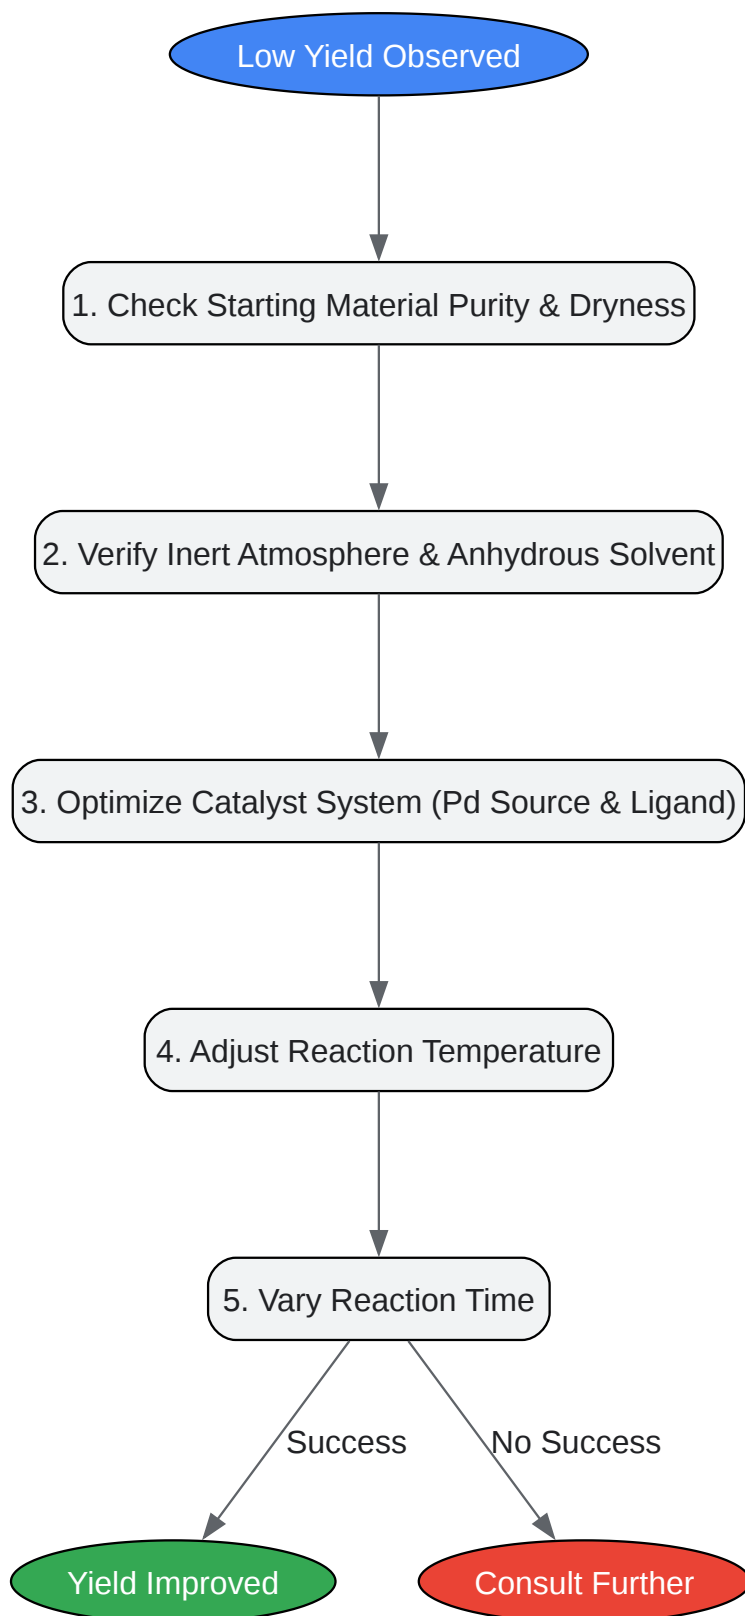 Low Yield Observed
1. Check Starting Material Purity & Dryness
2. Verify Inert Atmosphere & Anhydrous Solvent
3. Optimize Catalyst System (Pd Source & Ligand)
4. Adjust Reaction Temperature
5. Vary Reaction Time
Success
No Success
Yield Improved
Consult Further